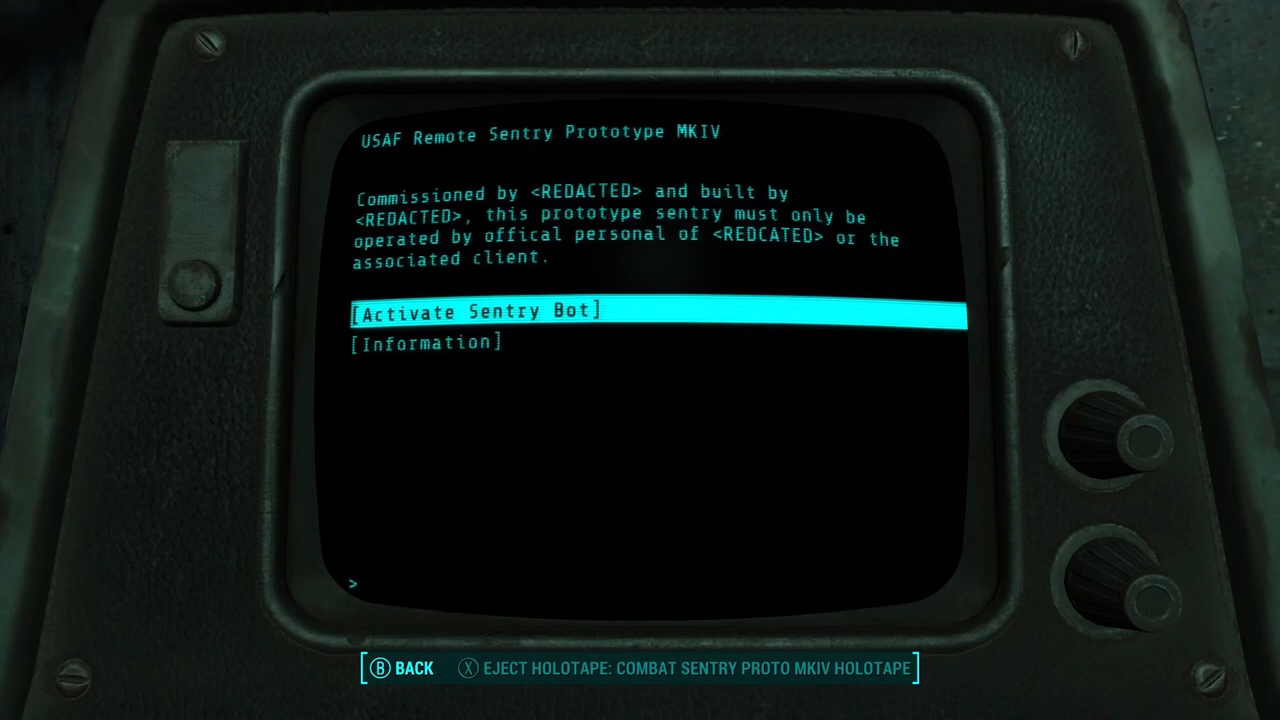 USAF Remote Sentry Prototype MKIV
Commissioned by <REDACTED> and built by
<REDACTED>, this prototype sentry must only be
operated by offical personal of <REDCATED> or the
associated client.
[Activate Sentry Bot]
[Information]
>
Ⓑ BACK Ⓧ EJECT HOLOTAPE: COMBAT SENTRY PROTO MKIV HOLOTAPE